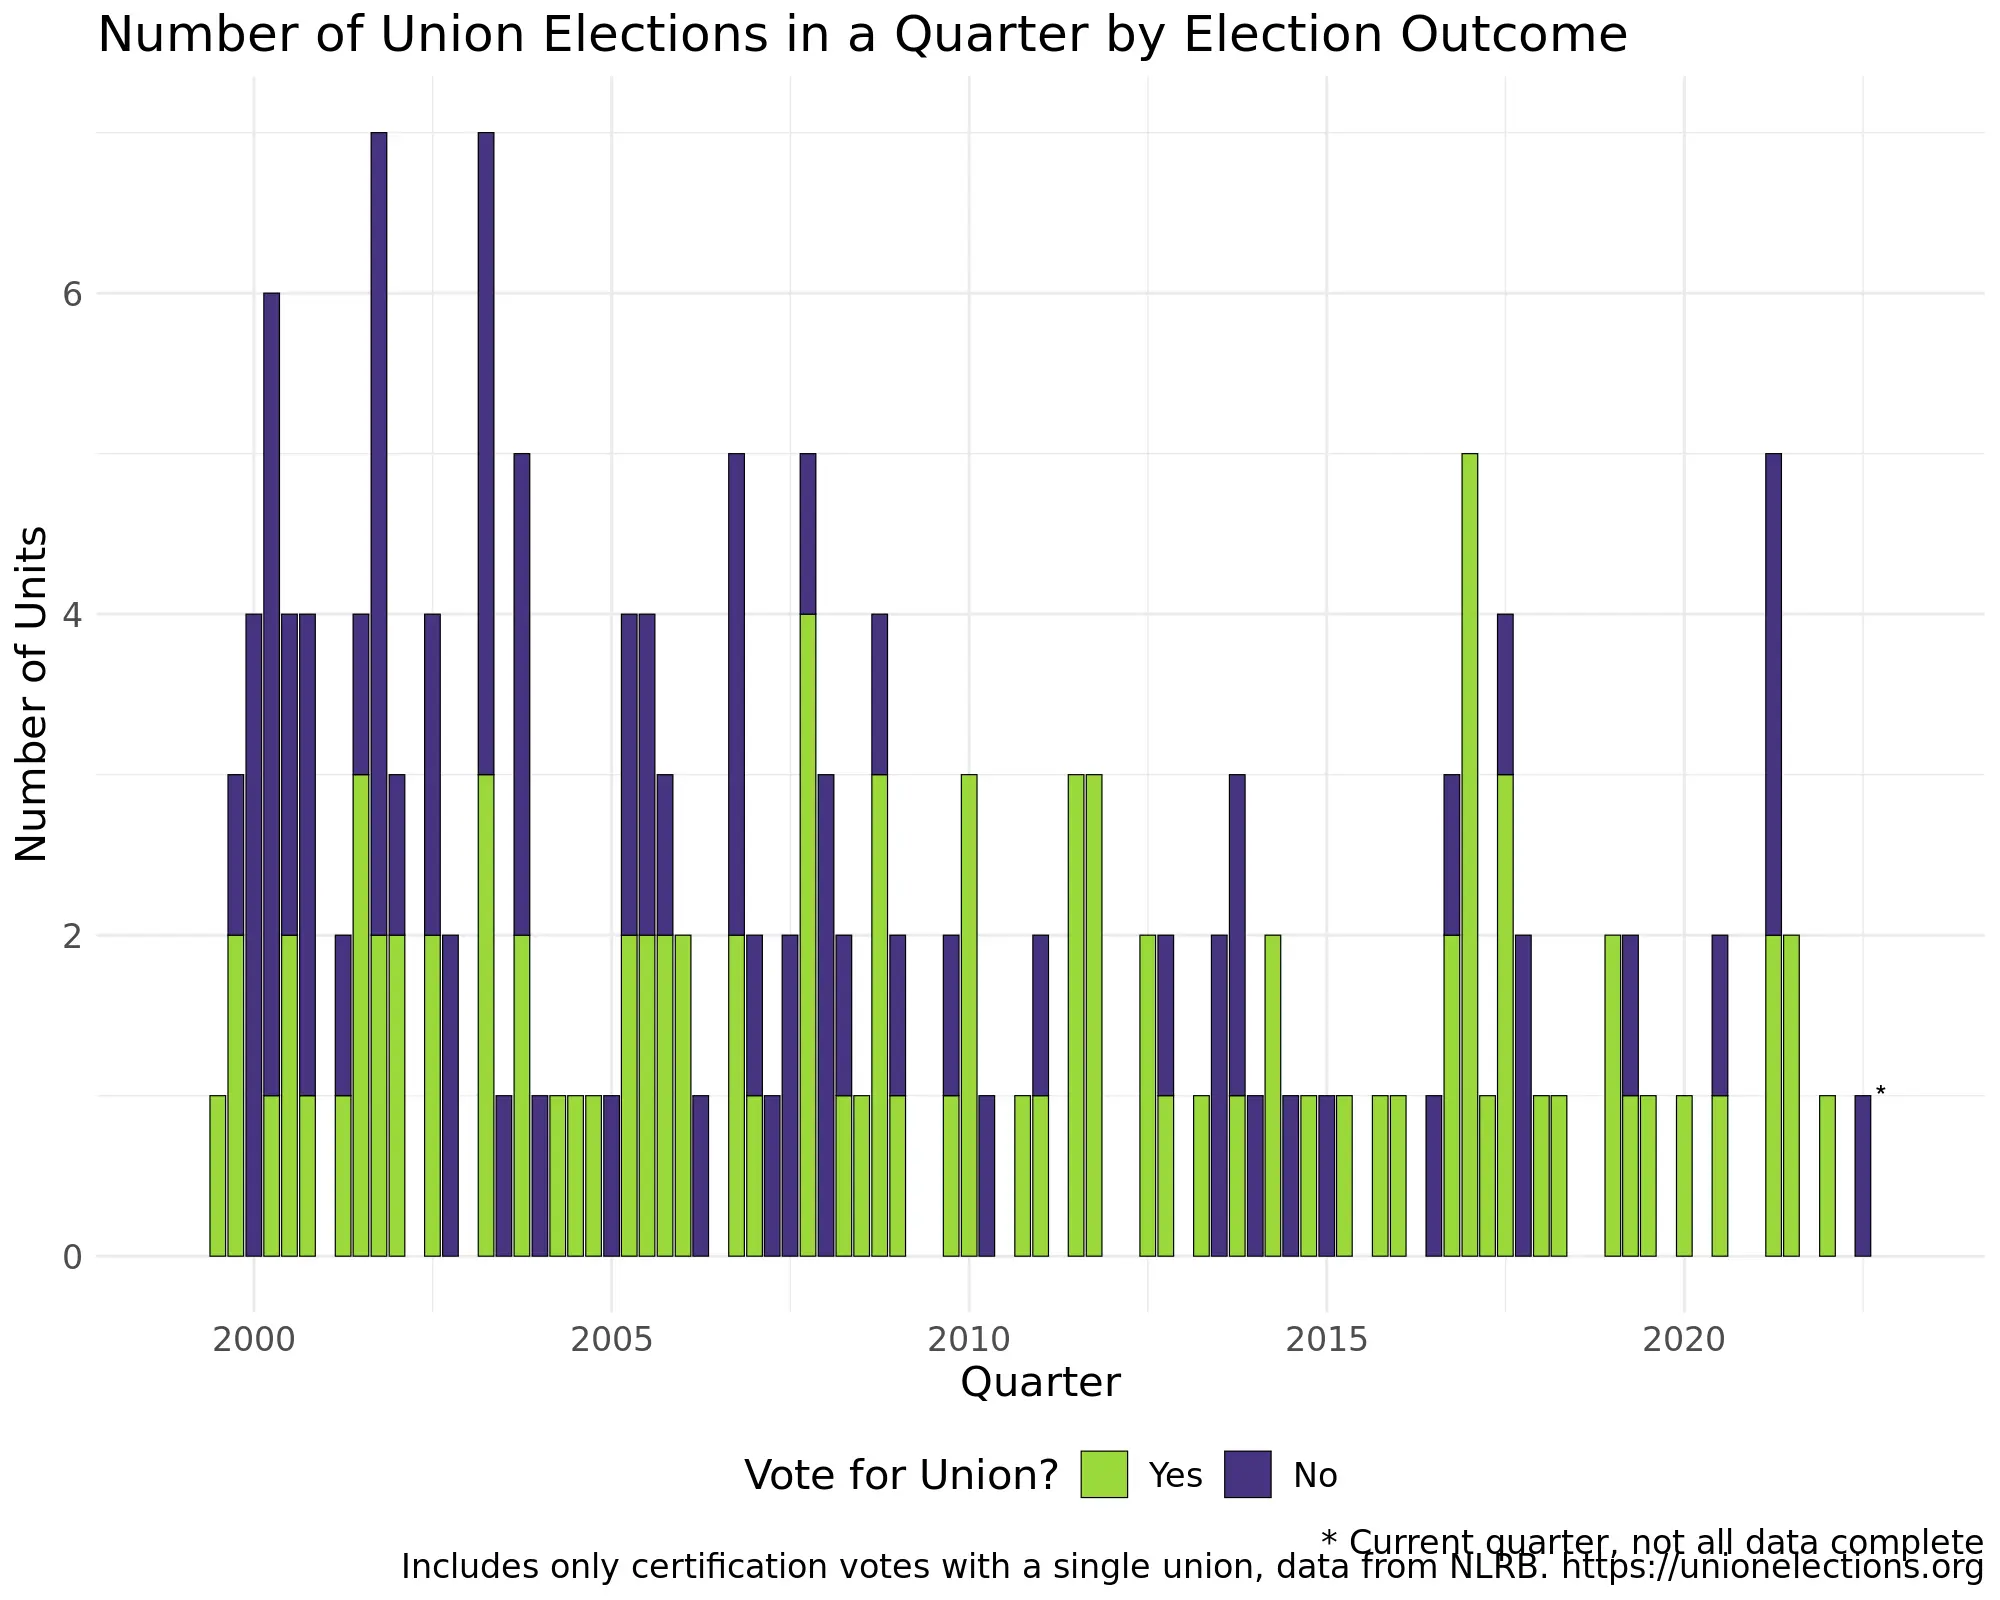 Number of Union Elections in a Quarter by Election Outcome
Number of Units
6
4
2
0
*
2000 2005 2010 2015 2020
Quarter
Vote for Union? Yes No
* Current quarter, not all data complete
Includes only certification votes with a single union, data from NLRB. https://unionelections.org